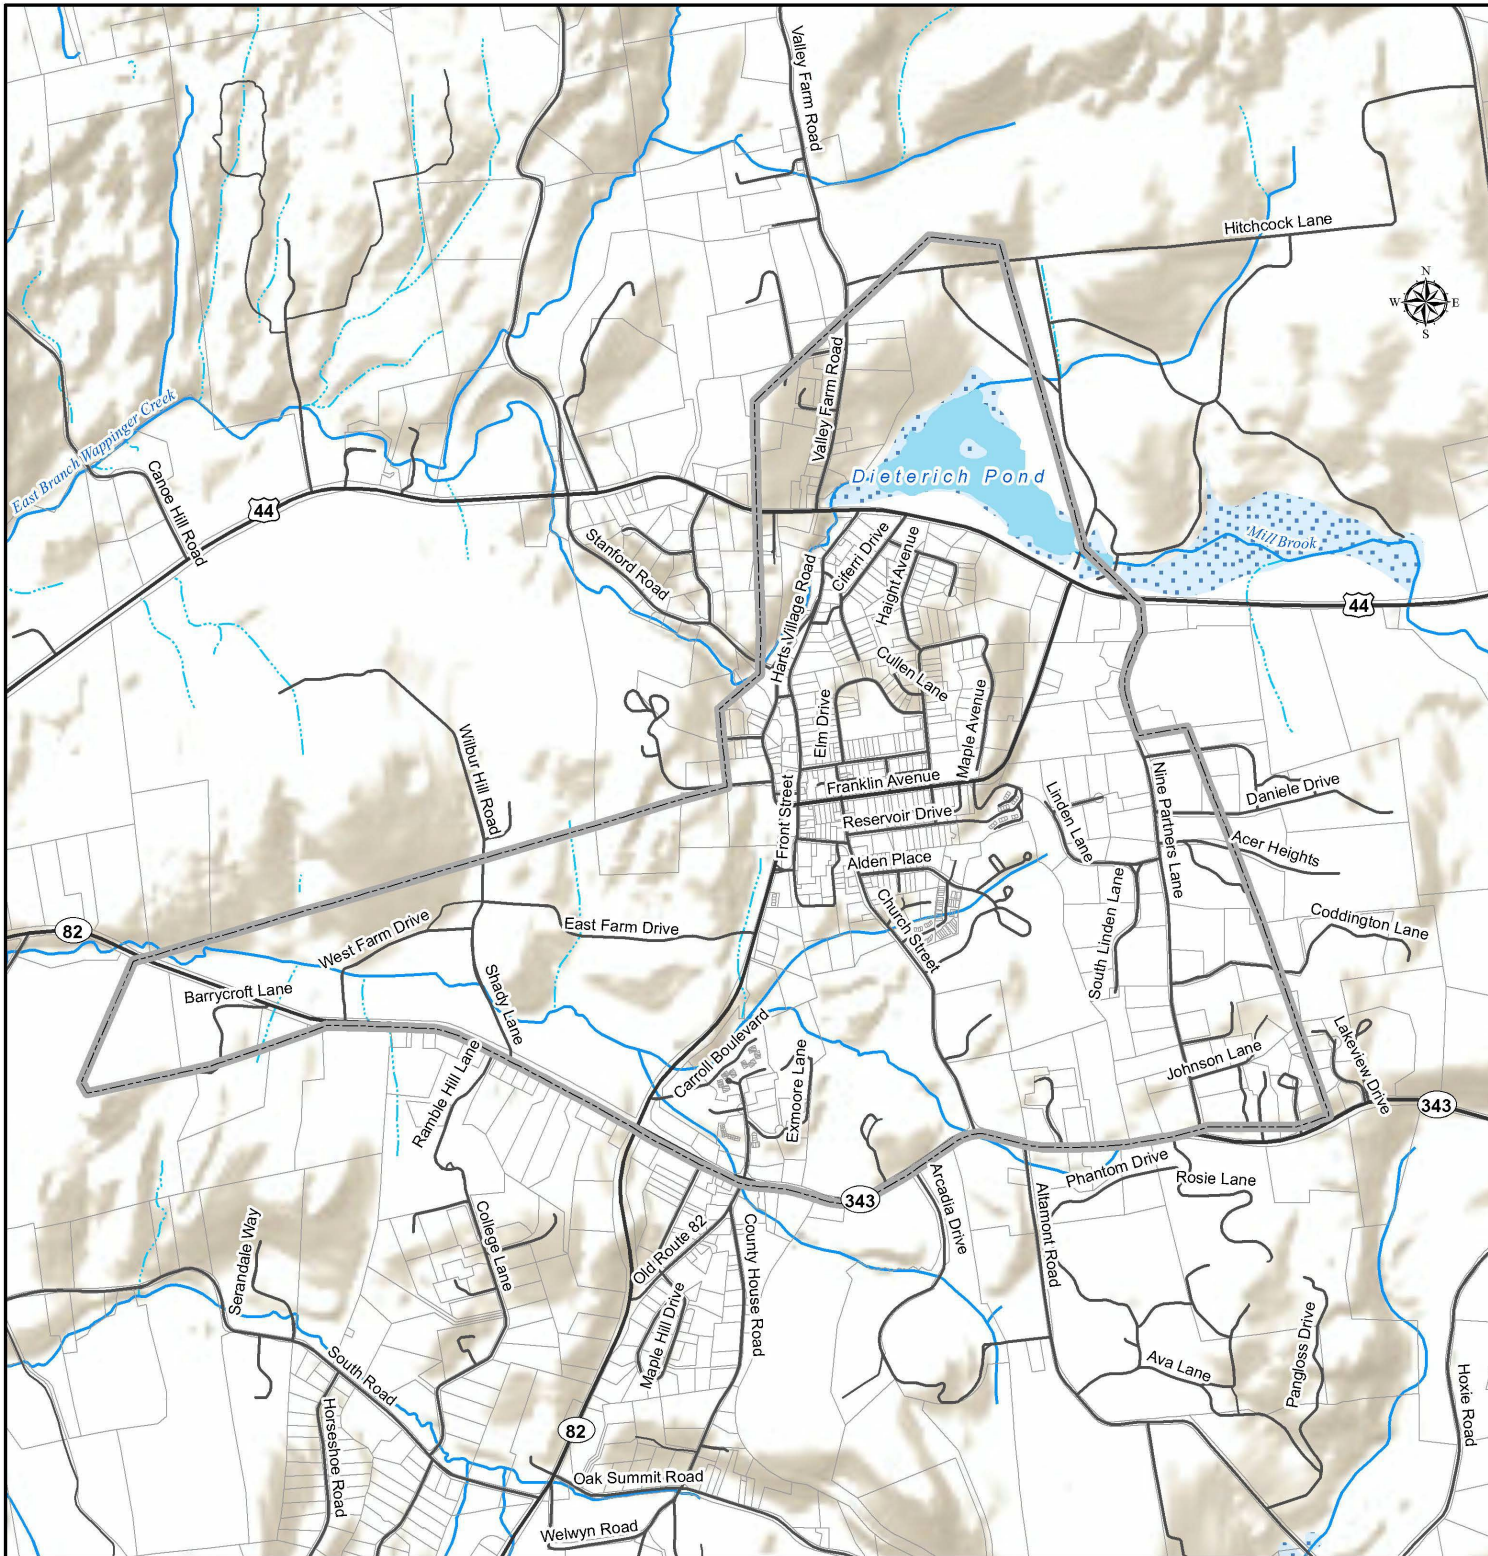 Valley Farm Road
Hitchcock Lane
N
W
E
S
Valley Farm Road
East Branch Wappinger Creek
Canoe Hill Road
44
Dieterich Pond
Mill Brook
44
Stanford Road
Harts Village Road
Ciferri Drive
Haight Avenue
Cullen Lane
Elm Drive
Maple Avenue
Wilbur Hill Road
Front Street
Franklin Avenue
Reservoir Drive
Alden Place
Linden Lane
Nine Partners Lane
Daniele Drive
Acer Heights
South Linden Lane
Coddington Lane
Church Street
82
West Farm Drive
East Farm Drive
Barrycroft Lane
Shady Lane
Ramble Hill Lane
Carroll Boulevard
Exmoore Lane
Johnson Lane
Lakeview Drive
343
343
Phantom Drive
Rosie Lane
Arcadia Drive
Altamont Road
Old Route 82
County House Road
Maple Hill Drive
College Lane
Serandale Way
South Road
Horseshoe Road
Ava Lane
Pangloss Drive
Hoxie Road
82
Oak Summit Road
Welwyn Road